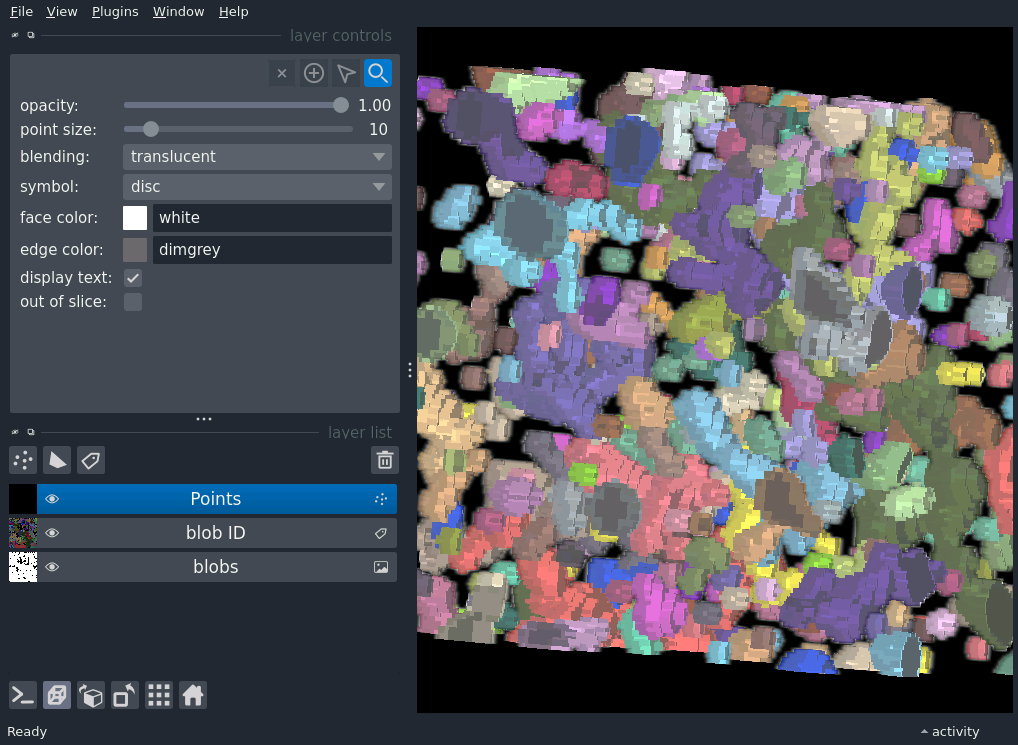 File View Plugins Window Help
layer controls
opacity: 1.00
point size: 10
blending: translucent
symbol: disc
face color: white
edge color: dimgrey
display text:
out of slice:
layer list
Points
blob ID
blobs
Ready
activity